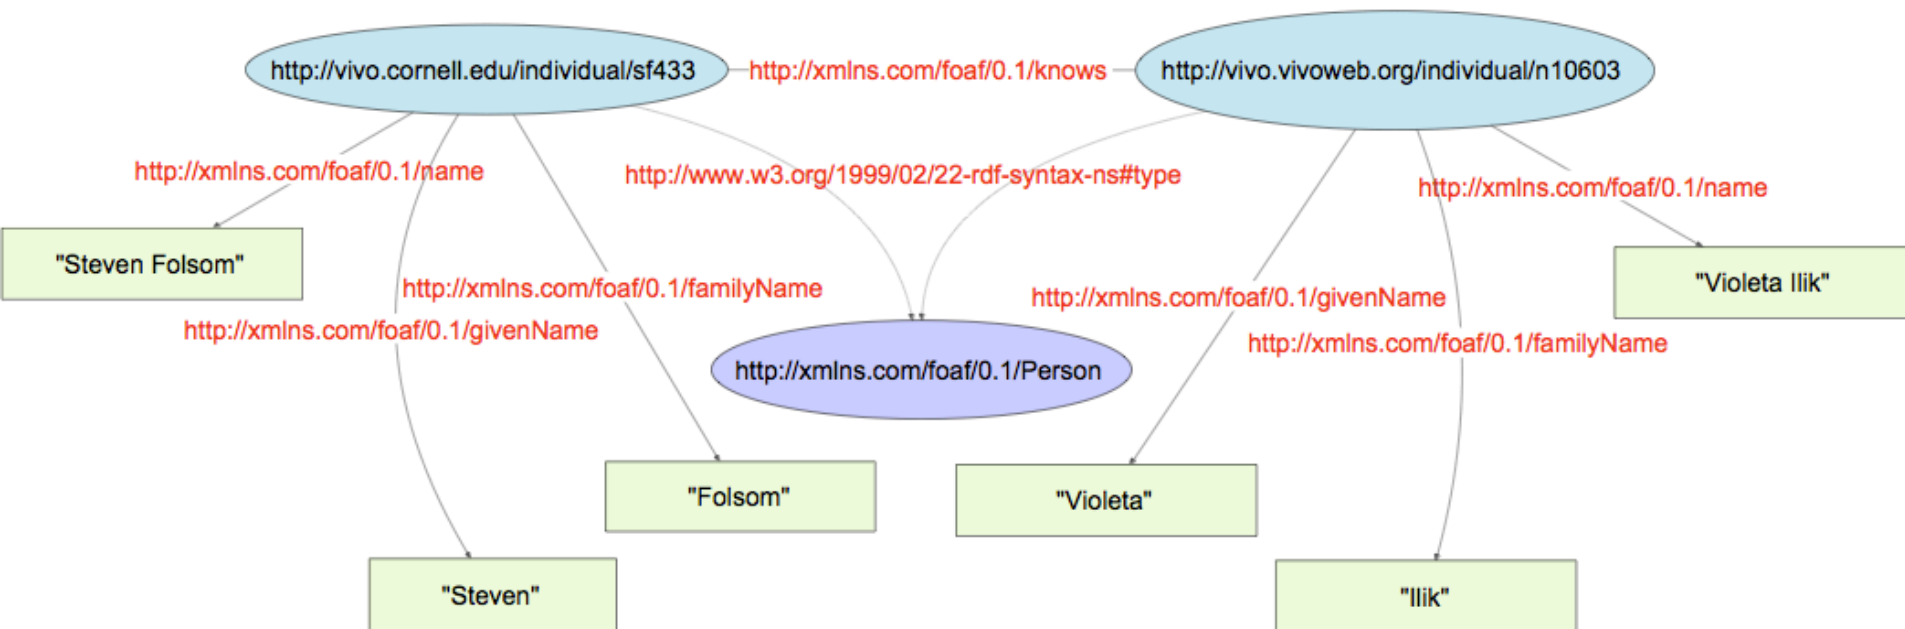 http://vivo.cornell.edu/individual/sf433
http://xmlns.com/foaf/0.1/knows
http://vivo.vivoweb.org/individual/n10603
http://xmlns.com/foaf/0.1/name
http://www.w3.org/1999/02/22-rdf-syntax-ns#type
http://xmlns.com/foaf/0.1/name
"Steven Folsom"
"Violeta Ilik"
http://xmlns.com/foaf/0.1/familyName
http://xmlns.com/foaf/0.1/givenName
http://xmlns.com/foaf/0.1/givenName
http://xmlns.com/foaf/0.1/familyName
http://xmlns.com/foaf/0.1/Person
"Folsom"
"Violeta"
"Steven"
"Ilik"